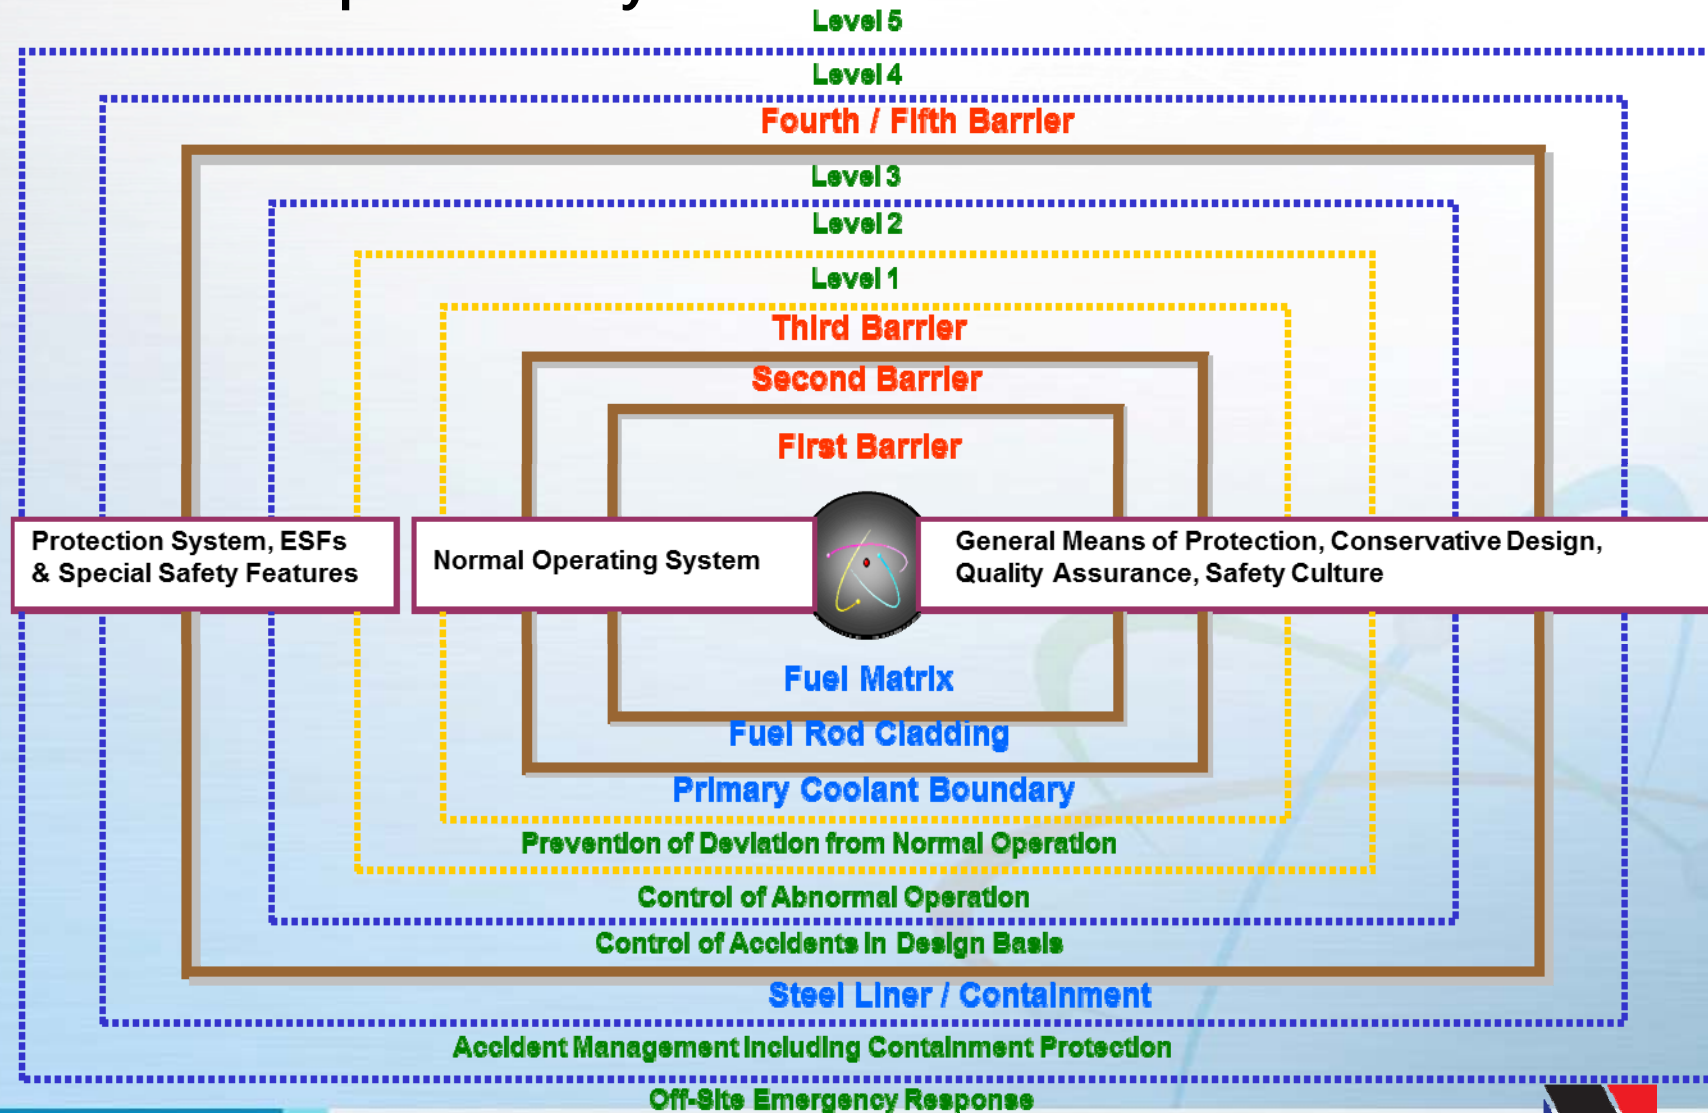 Level 5
Level 4
Fourth / Fifth Barrier
Level 3
Level 2
Level 1
Third Barrier
Second Barrier
First Barrier
Protection System, ESFs
& Special Safety Features
Normal Operating System
General Means of Protection, Conservative Design,
Quality Assurance, Safety Culture
Fuel Matrix
Fuel Rod Cladding
Primary Coolant Boundary
Prevention of Deviation from Normal Operation
Control of Abnormal Operation
Control of Accidents in Design Basis
Steel Liner / Containment
Accident Management Including Containment Protection
Off-Site Emergency Response